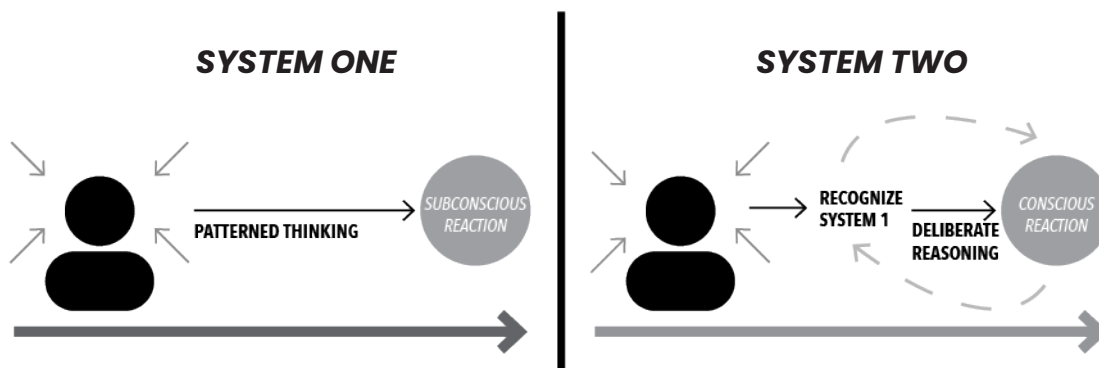 SYSTEM ONE
PATTERNED THINKING
SUBCONSCIOUS
REACTION
SYSTEM TWO
RECOGNIZE
SYSTEM 1
DELIBERATE
REASONING
CONSCIOUS
REACTION